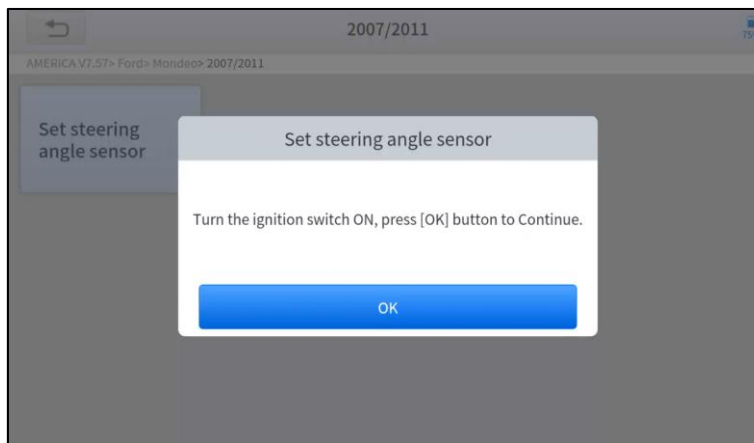 2007/2011
75%
AMERICA V7.57> Ford> Mondeo> 2007/2011
Set steering
angle sensor
Set steering angle sensor
Turn the ignition switch ON, press [OK] button to Continue.
OK